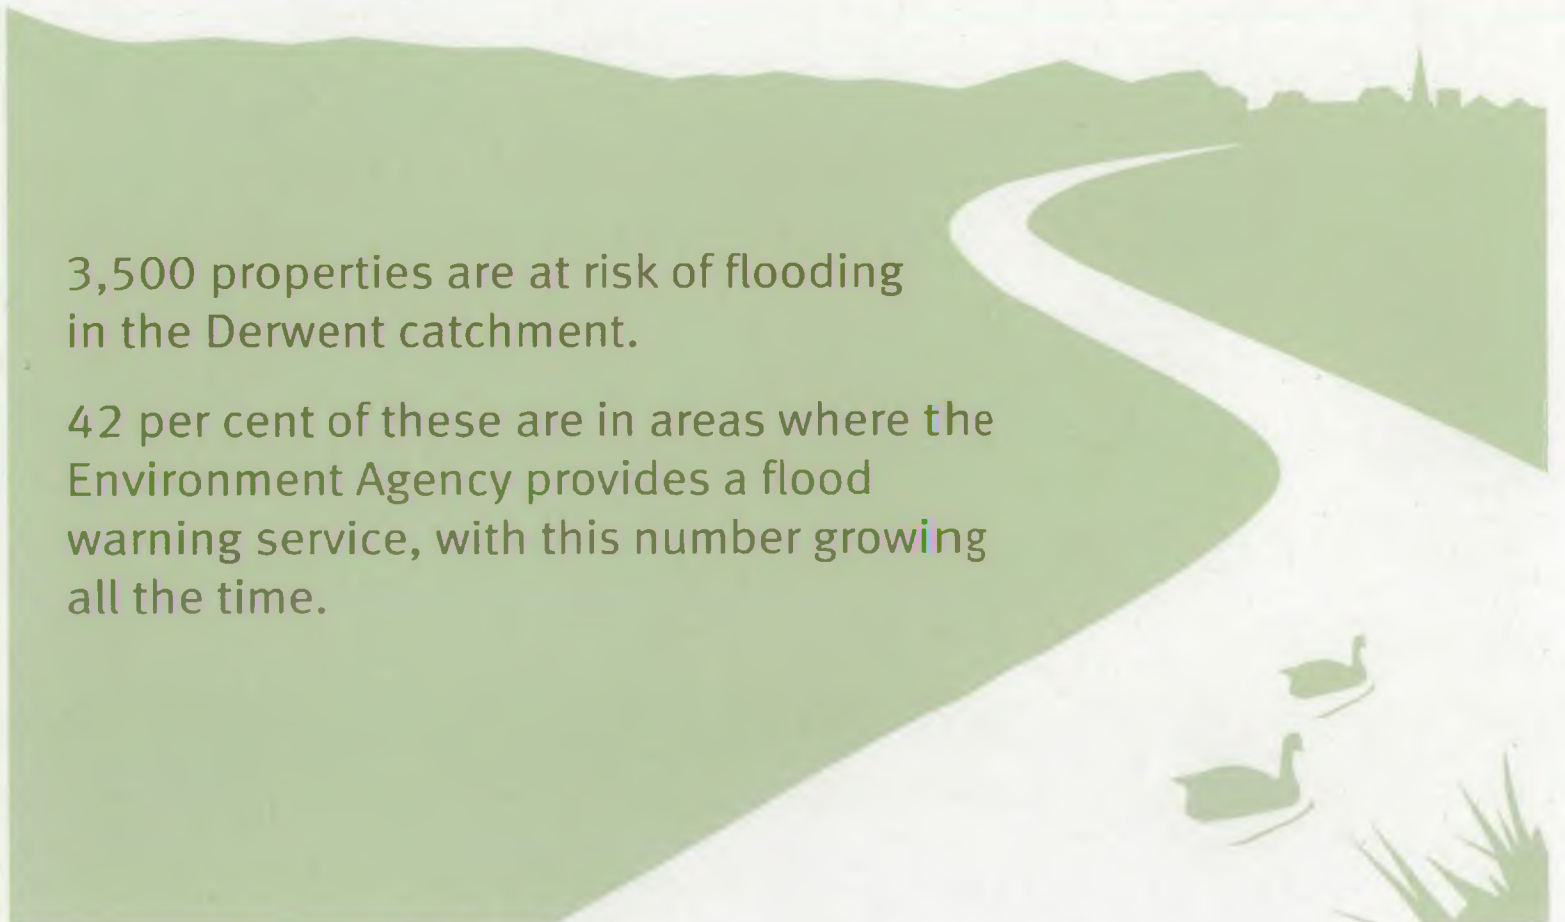 3,500 properties are at risk of flooding
in the Derwent catchment.
42 per cent of these are in areas where the
Environment Agency provides a flood
warning service, with this number growing
all the time.